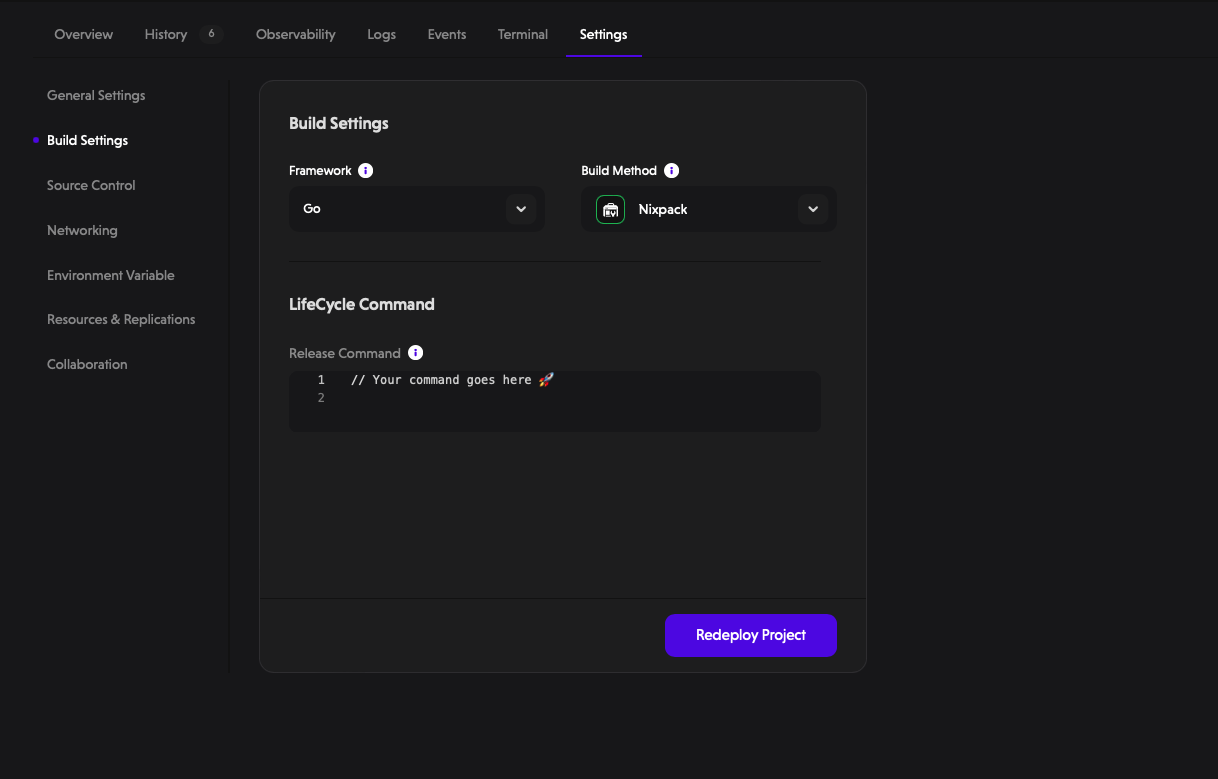 Overview History 6 Observability Logs Events Terminal Settings
General Settings
Build Settings
Source Control
Networking
Environment Variable
Resources & Replications
Collaboration
Build Settings
Framework Build Method
Go Nixpack
LifeCycle Command
Release Command
1 // Your command goes here 🚀
2
Redeploy Project